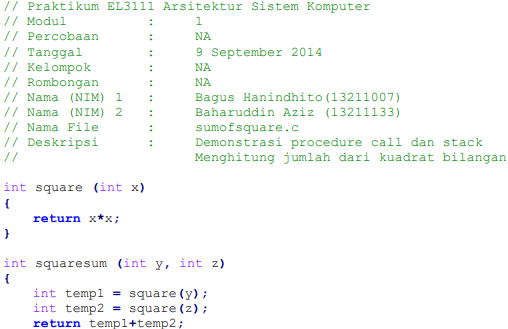 // Praktikum EL3111 Arsitektur Sistem Komputer
// Modul          :     1
// Percobaan      :     NA
// Tanggal        :     9 September 2014
// Kelompok       :     NA
// Rombongan      :     NA
// Nama (NIM) 1   :     Bagus Hanindhito(13211007)
// Nama (NIM) 2   :     Baharuddin Aziz (13211133)
// Nama File      :     sumofsquare.c
// Deskripsi      :     Demonstrasi procedure call dan stack
//                      Menghitung jumlah dari kuadrat bilangan
int square (int x)
{
    return x*x;
}
int squaresum (int y, int z)
{
    int temp1 = square(y);
    int temp2 = square(z);
    return temp1+temp2;